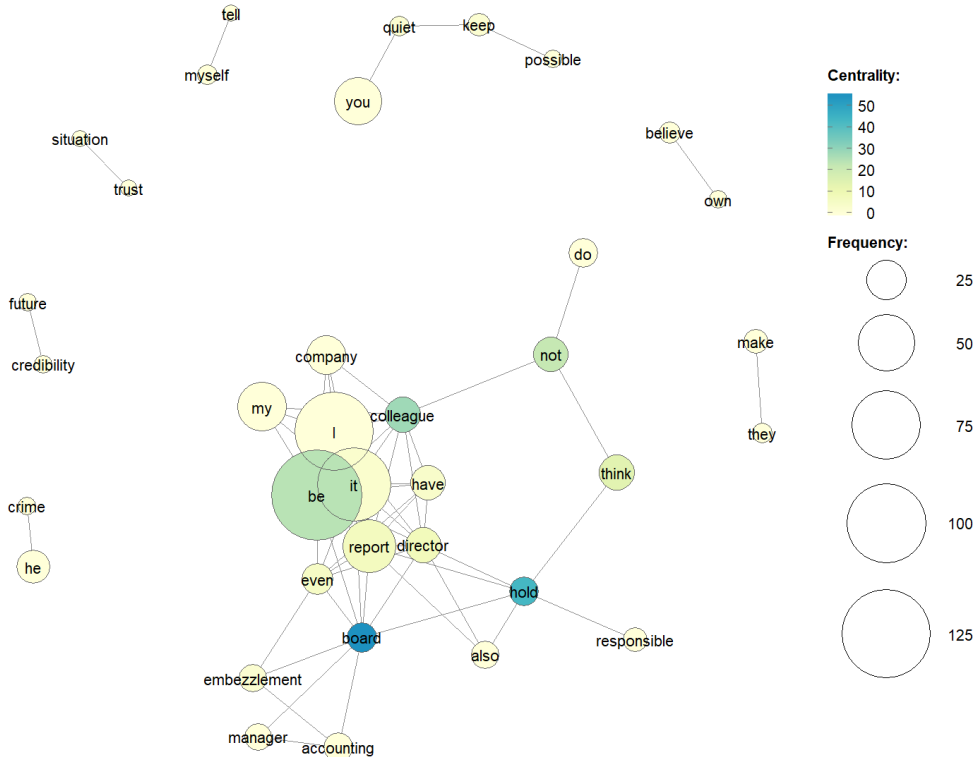 tell
quiet
keep
possible
myself
you
Centrality:
50
40
30
20
10
0
situation
believe
trust
own
Frequency:
25
50
75
100
125
do
future
credibility
company
not
make
my
colleague
I
they
be
it
have
think
crime
he
report
director
even
hold
board
also
responsible
embezzlement
manager
accounting